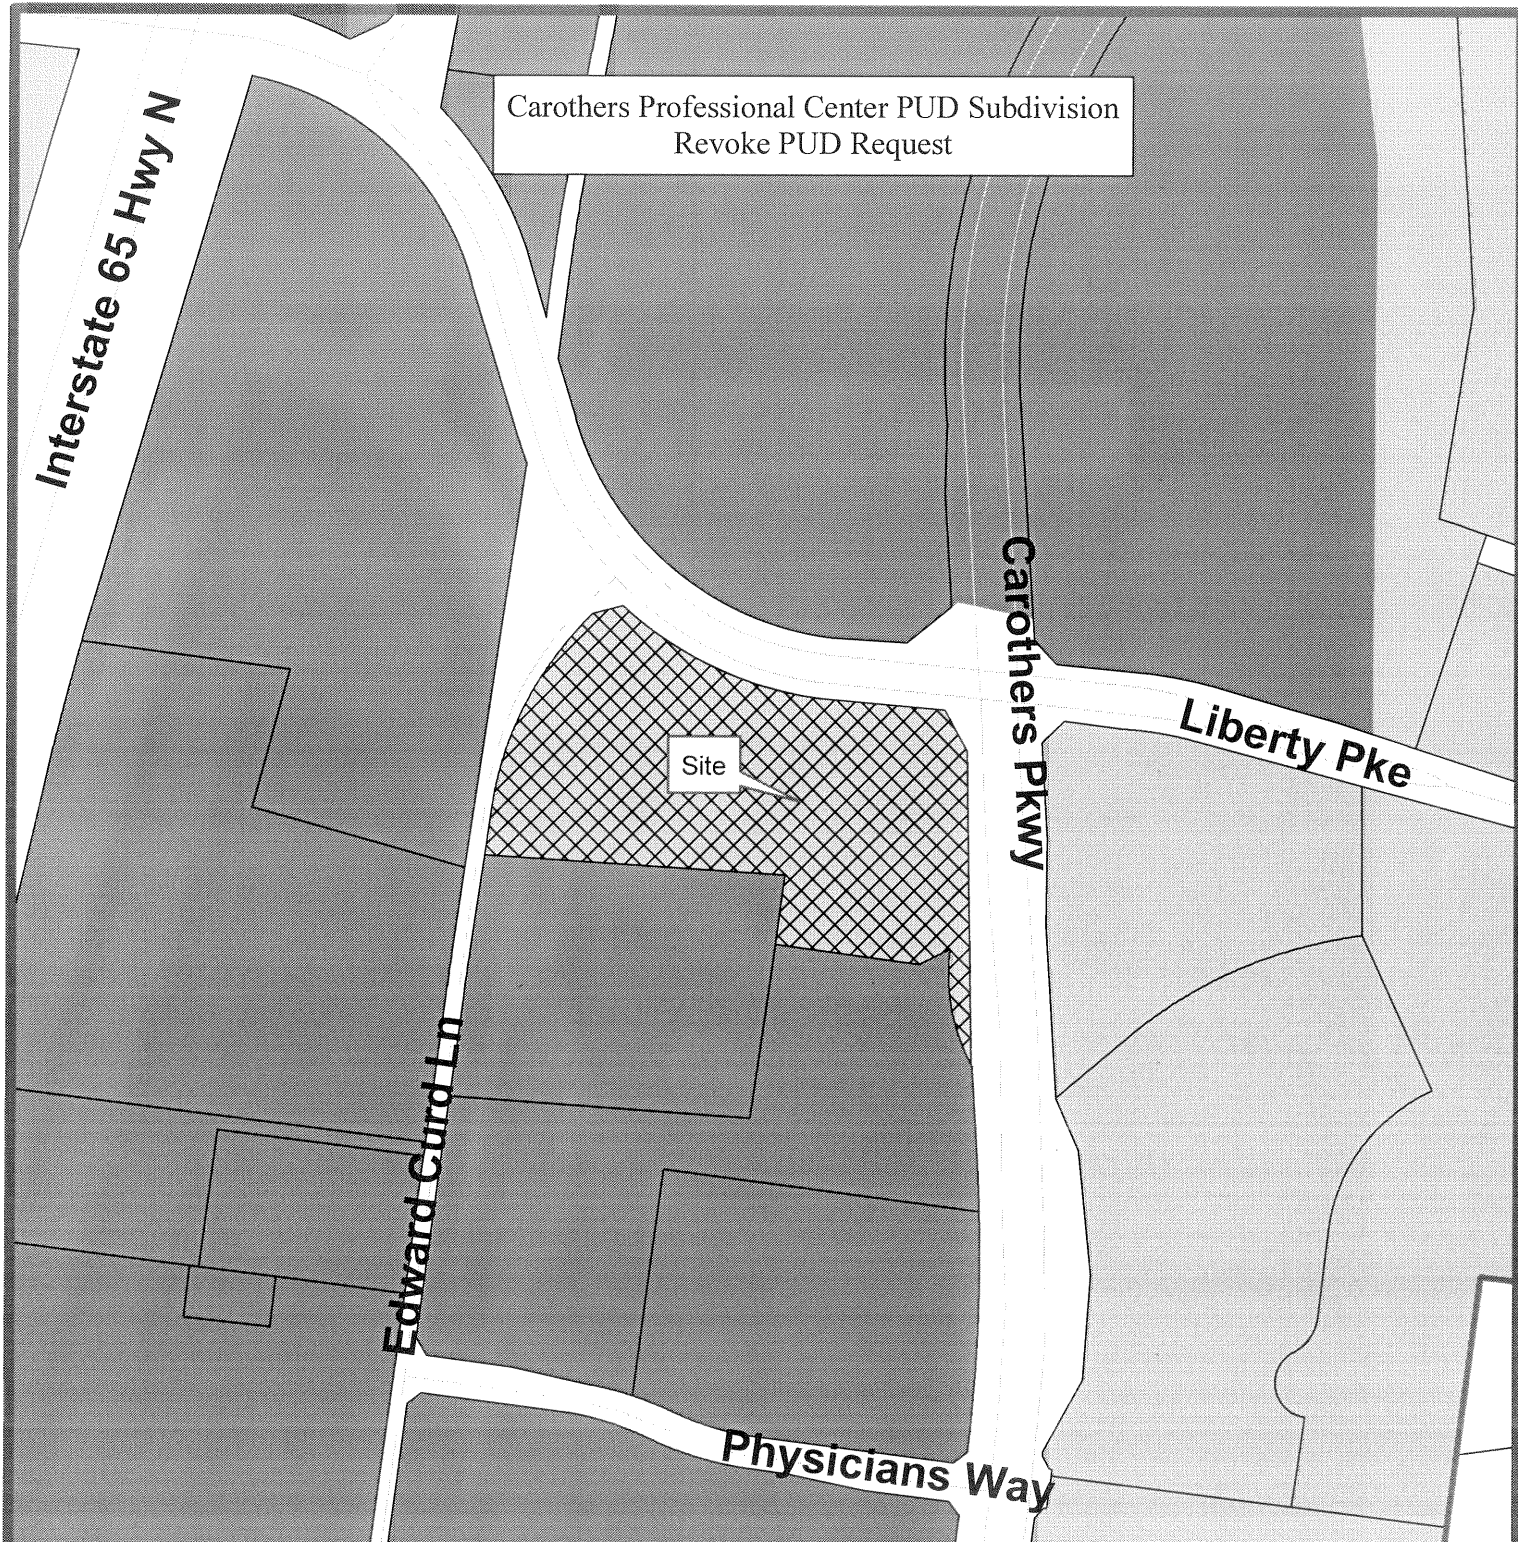 Carothers Professional Center PUD Subdivision
Revoke PUD Request
Interstate 65 Hwy N
Carothers Pkwy
Liberty Pke
Site
Edward Curd Ln
Physicians Way